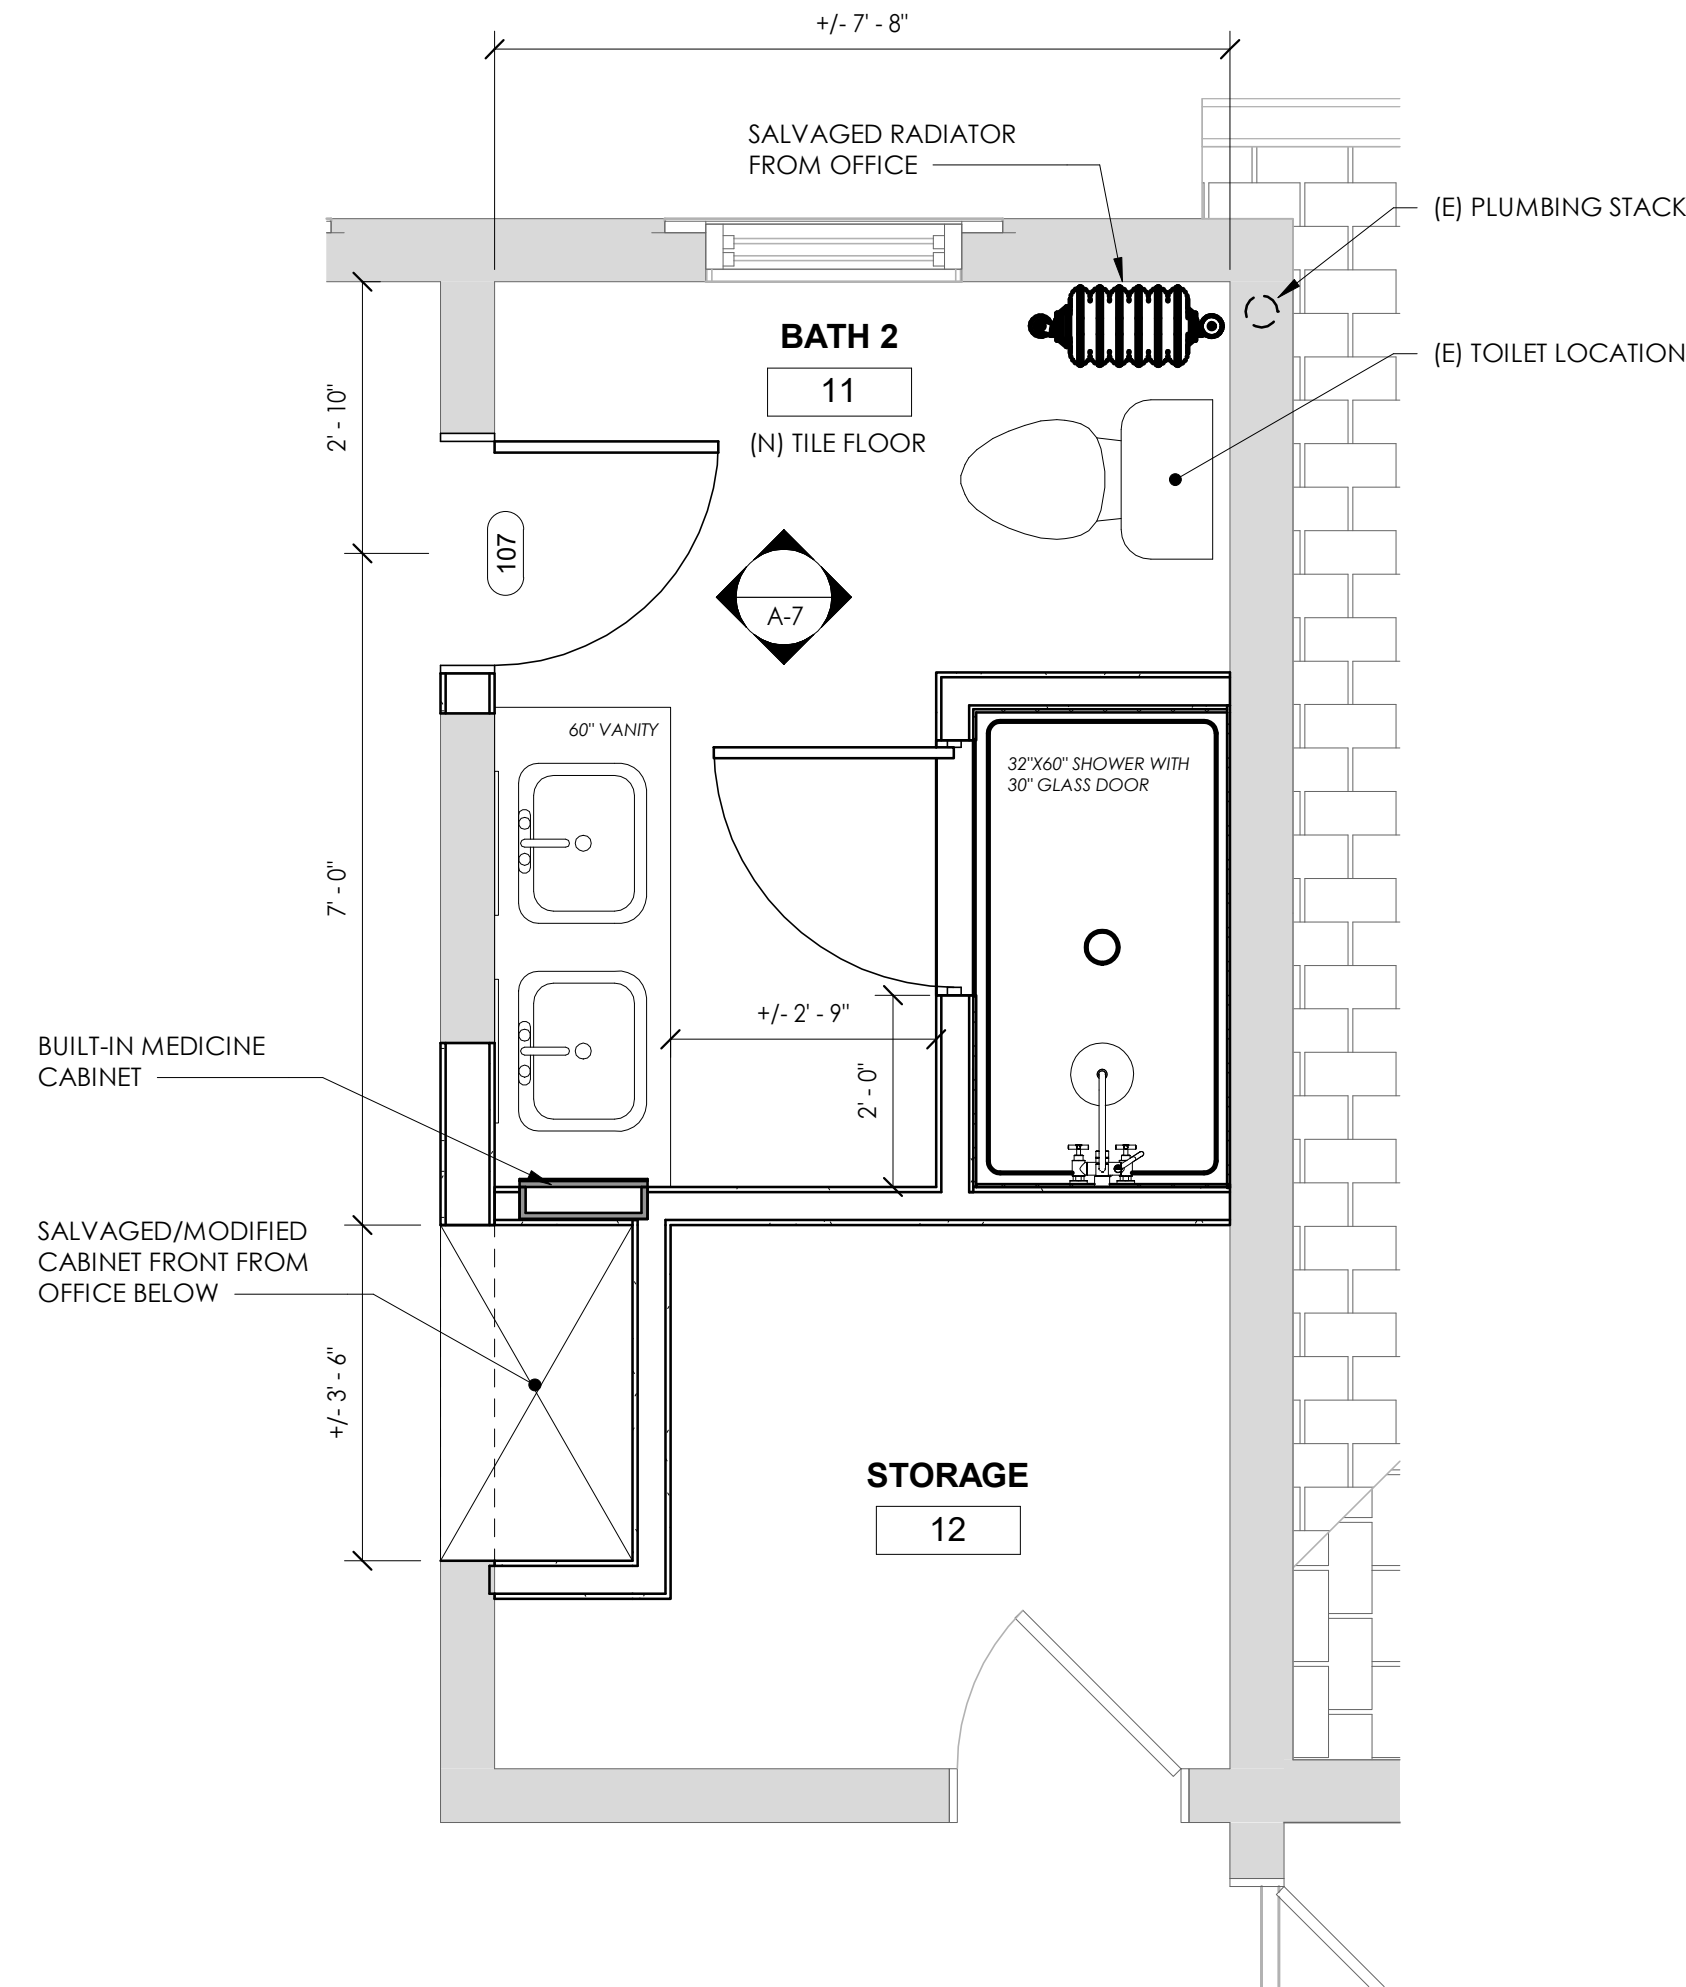 +/- 7' - 8"
SALVAGED RADIATOR
FROM OFFICE
(E) PLUMBING STACK
BATH 2
11
(N) TILE FLOOR
(E) TOILET LOCATION
2' - 10"
107
A-7
60" VANITY
32"X60" SHOWER WITH
30" GLASS DOOR
7' - 0"
+/- 2' - 9"
2' - 0"
BUILT-IN MEDICINE
CABINET
SALVAGED/MODIFIED
CABINET FRONT FROM
OFFICE BELOW
+/- 3' - 6"
STORAGE
12